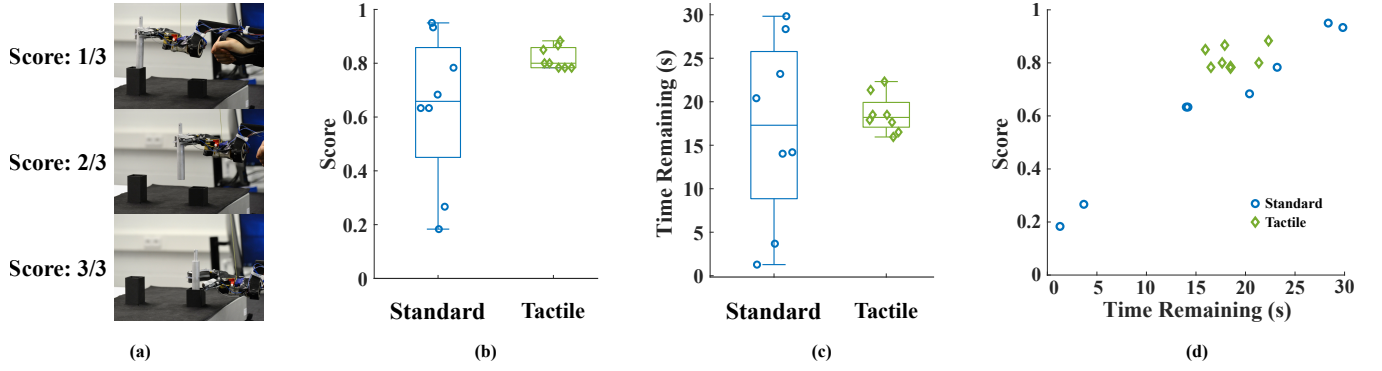 Score: 1/3
Score: 2/3
Score: 3/3
(a)
Score
1
0.8
0.6
0.4
0.2
0
Standard
Tactile
(b)
Time Remaining (s)
30
25
20
15
10
5
0
Standard
Tactile
(c)
Score
1
0.8
0.6
0.4
0.2
0
Standard
Tactile
0 5 10 15 20 25 30
Time Remaining (s)
(d)